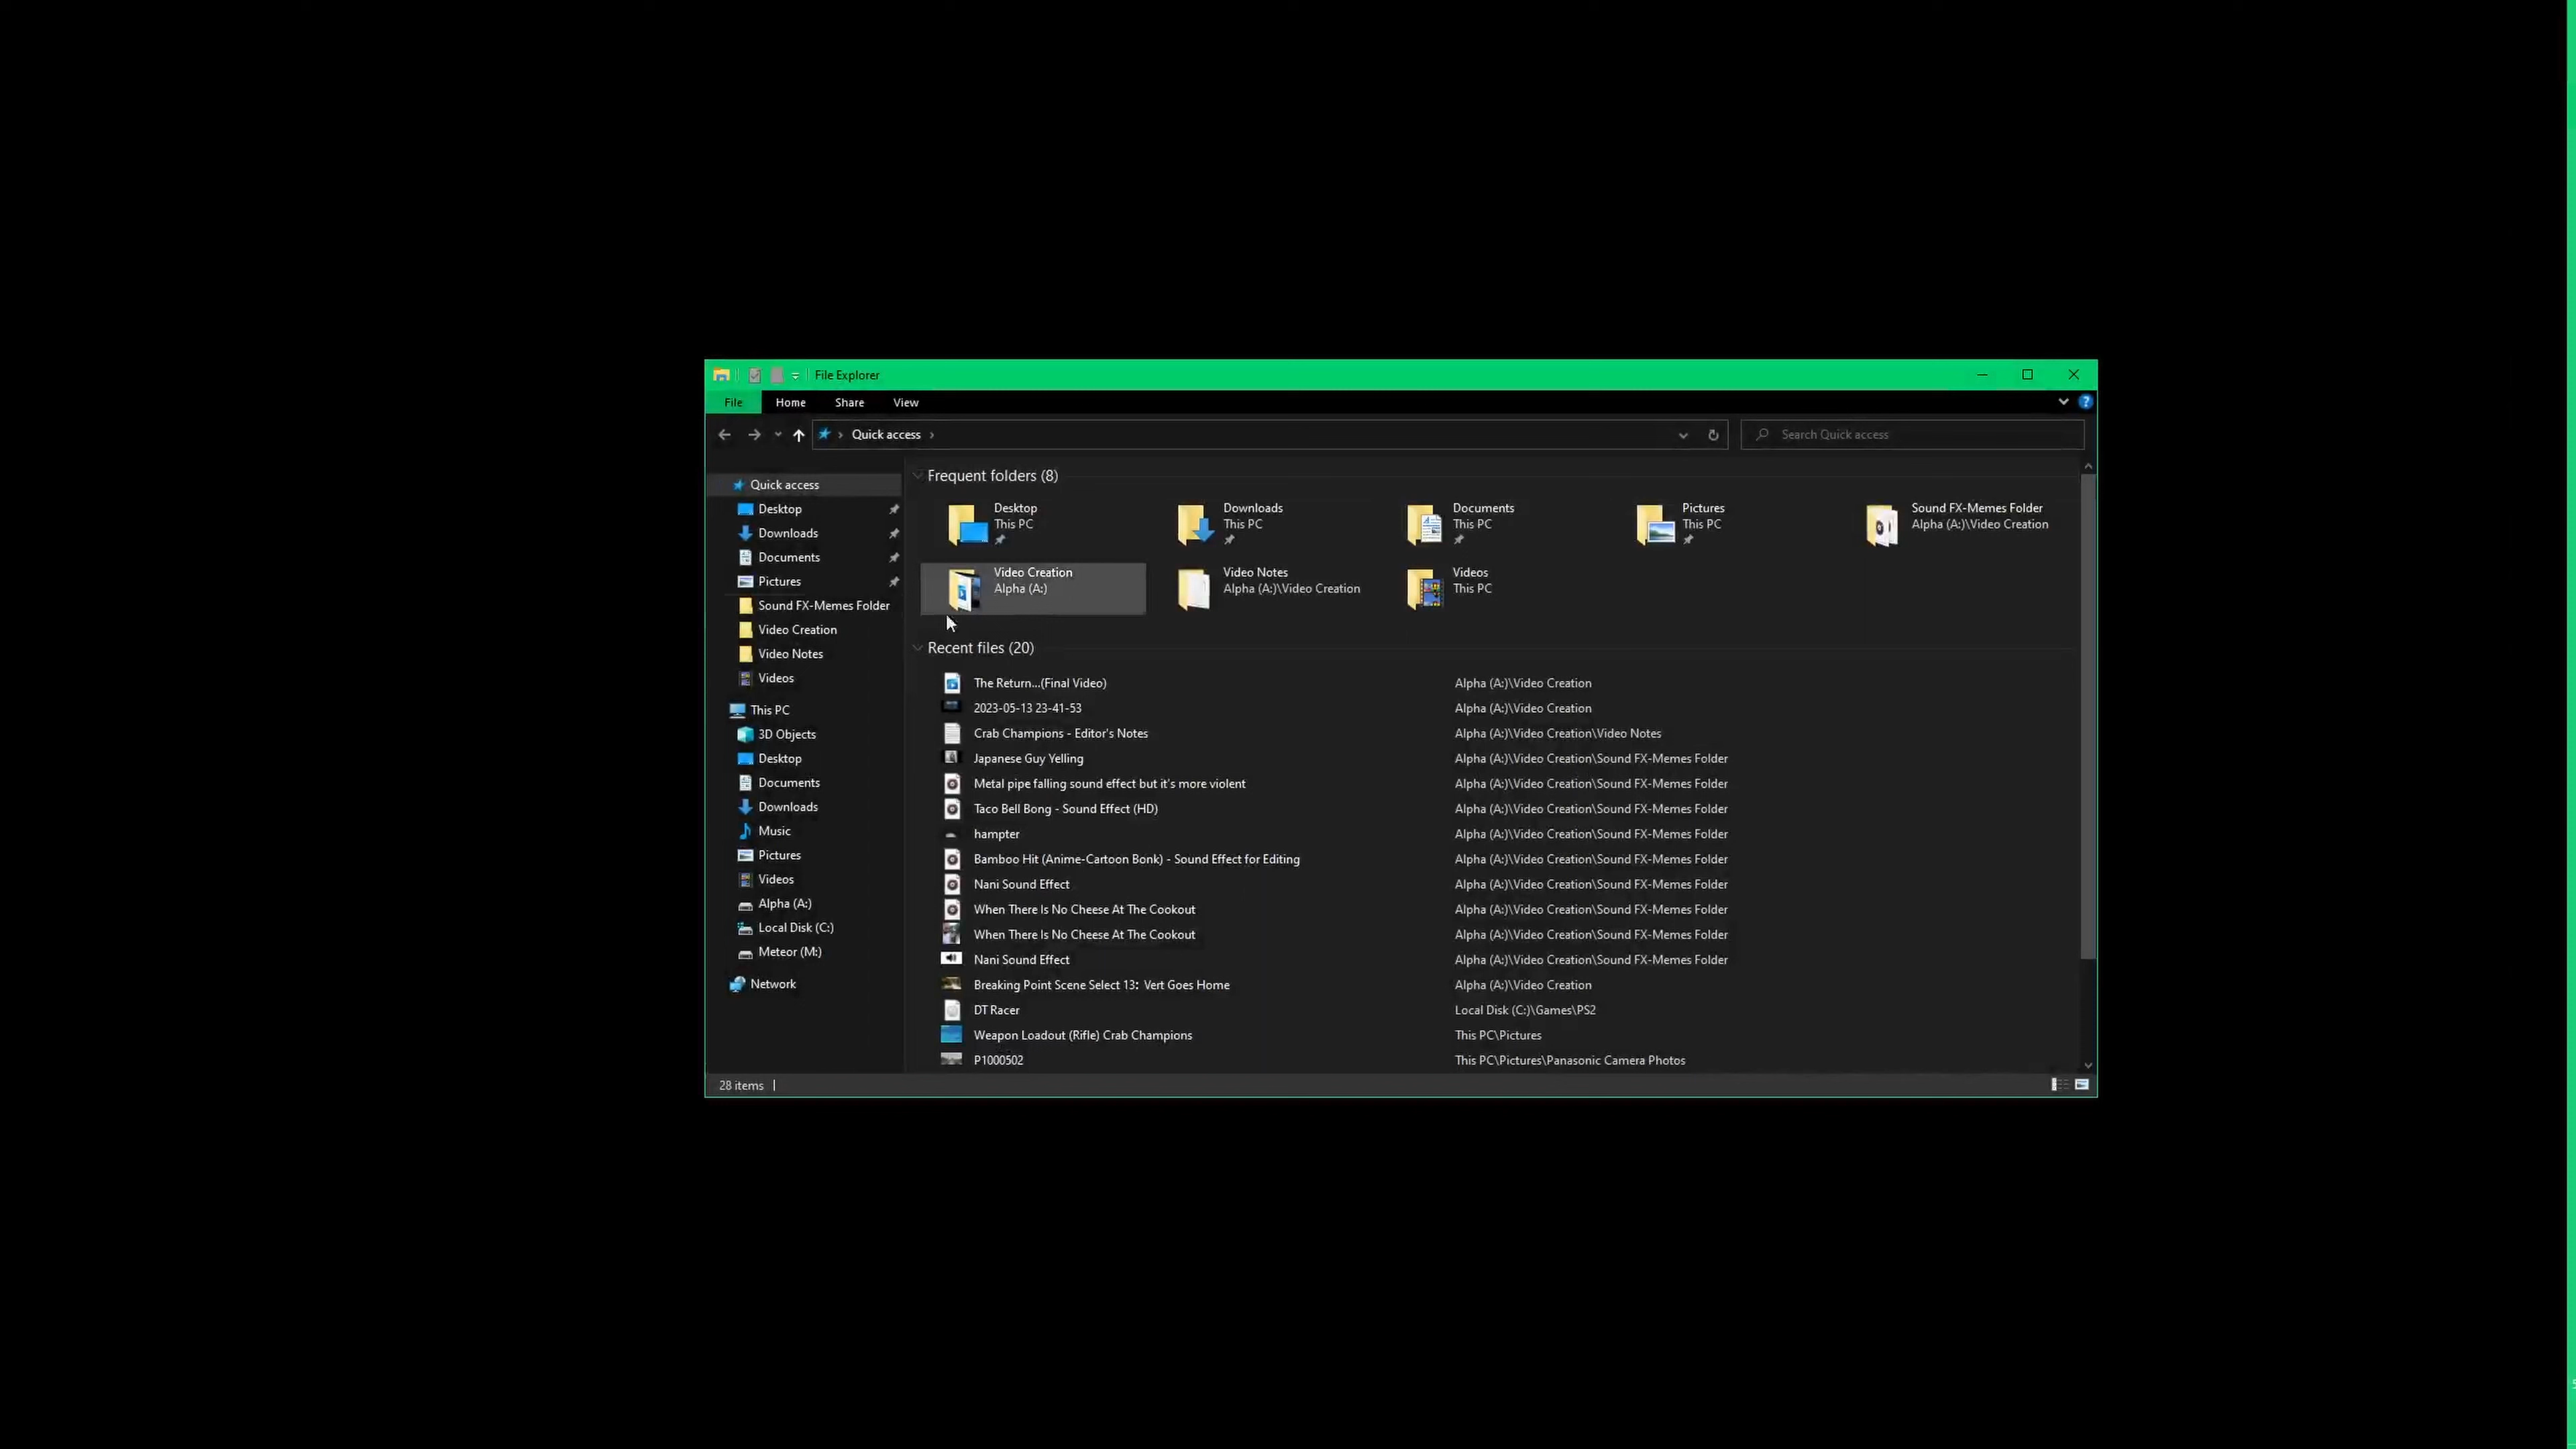 File Explorer
File Home Share View
Quick access
Search Quick access
Quick access
Desktop
Downloads
Documents
Pictures
Sound FX-Memes Folder
Video Creation
Video Notes
Videos
This PC
3D Objects
Desktop
Documents
Downloads
Music
Pictures
Videos
Alpha (A:)
Local Disk (C:)
Meteor (M:)
Network
Frequent folders (8)
Desktop
This PC
Downloads
This PC
Documents
This PC
Pictures
This PC
Sound FX-Memes Folder
Alpha (A:)\Video Creation
Video Creation
Alpha (A:)
Video Notes
Alpha (A:)\Video Creation
Videos
This PC
Recent files (20)
The Return...(Final Video) Alpha (A:)\Video Creation
2023-05-13 23-41-53 Alpha (A:)\Video Creation
Crab Champions - Editor's Notes Alpha (A:)\Video Creation\Video Notes
Japanese Guy Yelling Alpha (A:)\Video Creation\Sound FX-Memes Folder
Metal pipe falling sound effect but it's more violent Alpha (A:)\Video Creation\Sound FX-Memes Folder
Taco Bell Bong - Sound Effect (HD) Alpha (A:)\Video Creation\Sound FX-Memes Folder
hampter Alpha (A:)\Video Creation\Sound FX-Memes Folder
Bamboo Hit (Anime-Cartoon Bonk) - Sound Effect for Editing Alpha (A:)\Video Creation\Sound FX-Memes Folder
Nani Sound Effect Alpha (A:)\Video Creation\Sound FX-Memes Folder
When There Is No Cheese At The Cookout Alpha (A:)\Video Creation\Sound FX-Memes Folder
When There Is No Cheese At The Cookout Alpha (A:)\Video Creation\Sound FX-Memes Folder
Nani Sound Effect Alpha (A:)\Video Creation\Sound FX-Memes Folder
Breaking Point Scene Select 13: Vert Goes Home Alpha (A:)\Video Creation
DT Racer Local Disk (C:)\Games\PS2
Weapon Loadout (Rifle) Crab Champions This PC\Pictures
P1000502 This PC\Pictures\Panasonic Camera Photos
28 items